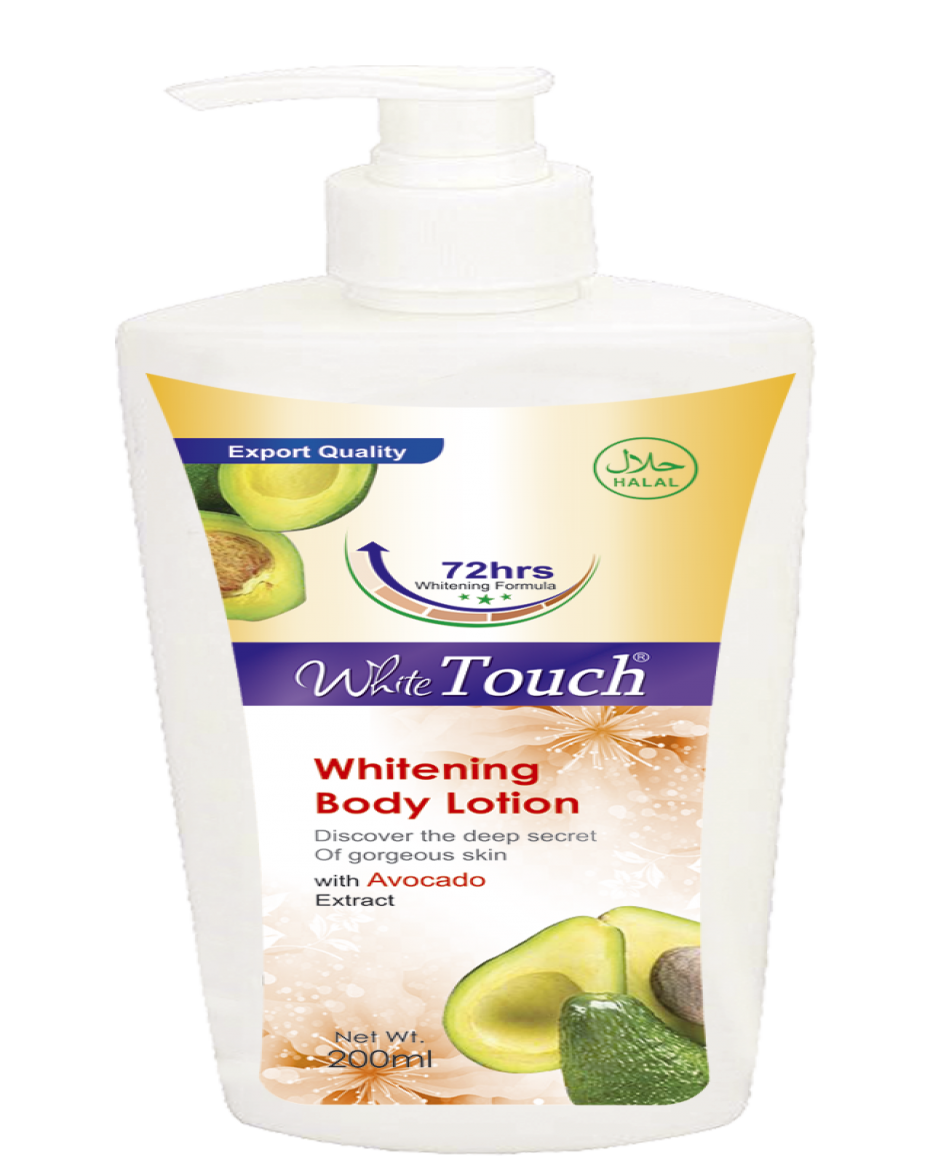 Export Quality
حلال
HALAL
72hrs
Whitening Formula
White Touch®
Whitening
Body Lotion
Discover the deep secret
Of gorgeous skin
with Avocado
Extract
Net Wt.
200ml